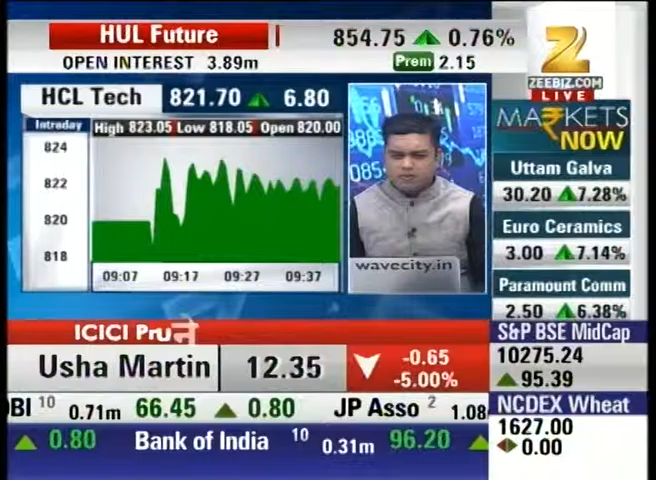 HUL Future
854.75 0.76%
OPEN INTEREST 3.89m
Prem 2.15
Z
ZEEBIZ.COM
LIVE
HCL Tech 821.70 6.80
Intraday High 823.05 Low 818.05 Open 820.00
824
822
820
818
09:07 09:17 09:27 09:37
wavecity.in
MA₹KETS
NOW
Uttam Galva
30.20 7.28%
Euro Ceramics
3.00 7.14%
Paramount Comm
2.50 6.38%
ICICI Pru
Usha Martin 12.35 -0.65
-5.00%
S&P BSE MidCap
10275.24
95.39
BI 10 0.71m 66.45 0.80 JP Asso 2 1.08
0.80 Bank of India 10 0.31m 96.20
NCDEX Wheat
1627.00
0.00